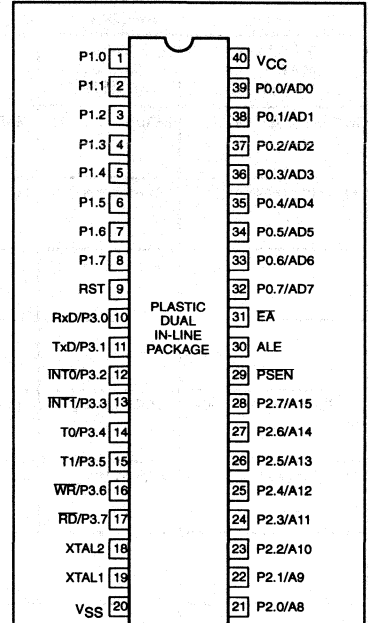 P1.0 1
P1.1 2
P1.2 3
P1.3 4
P1.4 5
P1.5 6
P1.6 7
P1.7 8
RST 9
RxD/P3.0 10
TxD/P3.1 11
INT0/P3.2 12
INT1/P3.3 13
T0/P3.4 14
T1/P3.5 15
WR/P3.6 16
RD/P3.7 17
XTAL2 18
XTAL1 19
VSS 20
PLASTIC
DUAL
IN-LINE
PACKAGE
40 VCC
39 P0.0/AD0
38 P0.1/AD1
37 P0.2/AD2
36 P0.3/AD3
35 P0.4/AD4
34 P0.5/AD5
33 P0.6/AD6
32 P0.7/AD7
31 EA
30 ALE
29 PSEN
28 P2.7/A15
27 P2.6/A14
26 P2.5/A13
25 P2.4/A12
24 P2.3/A11
23 P2.2/A10
22 P2.1/A9
21 P2.0/A8